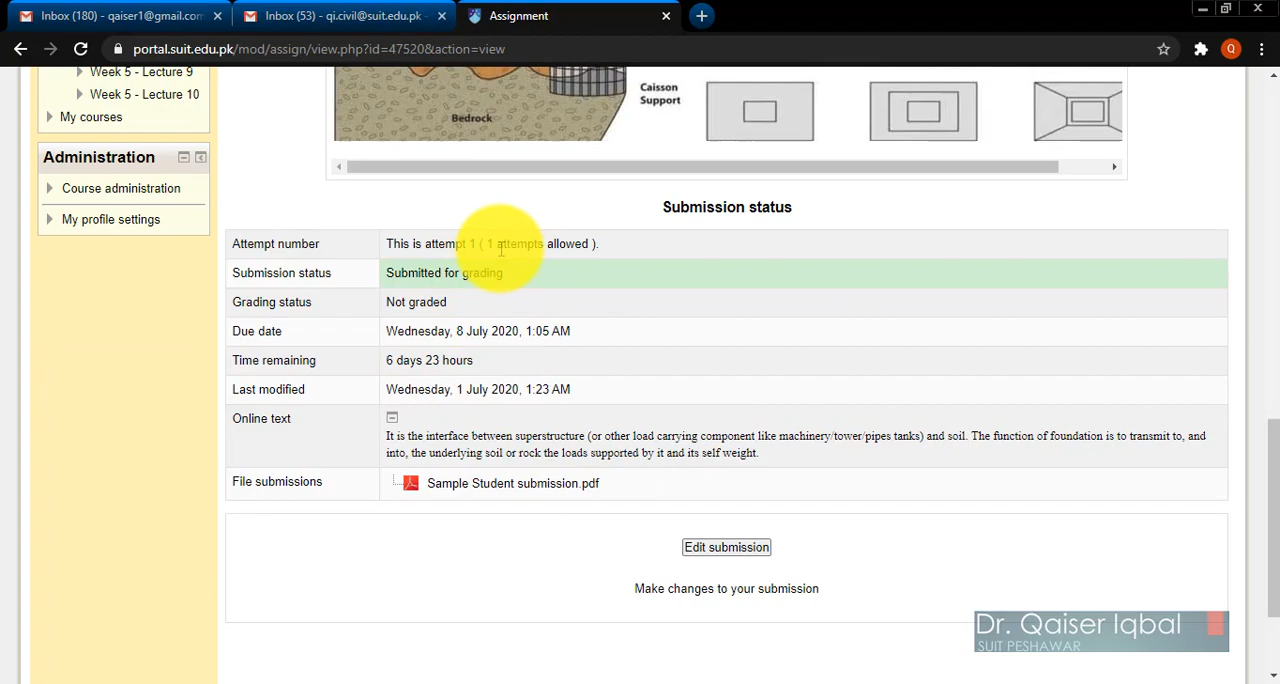 Inbox (180) - qaiser1@gmail.com
Inbox (53) - qi.civil@suit.edu.pk -
Assignment
portal.suit.edu.pk/mod/assign/view.php?id=47520&action=view
Q
Week 5 - Lecture 9
Week 5 - Lecture 10
My courses
Administration
Course administration
My profile settings
Bedrock
Caisson
Support
Submission status
Attempt number This is attempt 1 ( 1 attempts allowed ).
Submission status Submitted for grading
Grading status Not graded
Due date Wednesday, 8 July 2020, 1:05 AM
Time remaining 6 days 23 hours
Last modified Wednesday, 1 July 2020, 1:23 AM
Online text
It is the interface between superstructure (or other load carrying component like machinery/tower/pipes tanks) and soil. The function of foundation is to transmit to, and
into, the underlying soil or rock the loads supported by it and its self weight.
File submissions Sample Student submission.pdf
Edit submission
Make changes to your submission
Dr. Qaiser Iqbal
SUIT PESHAWAR